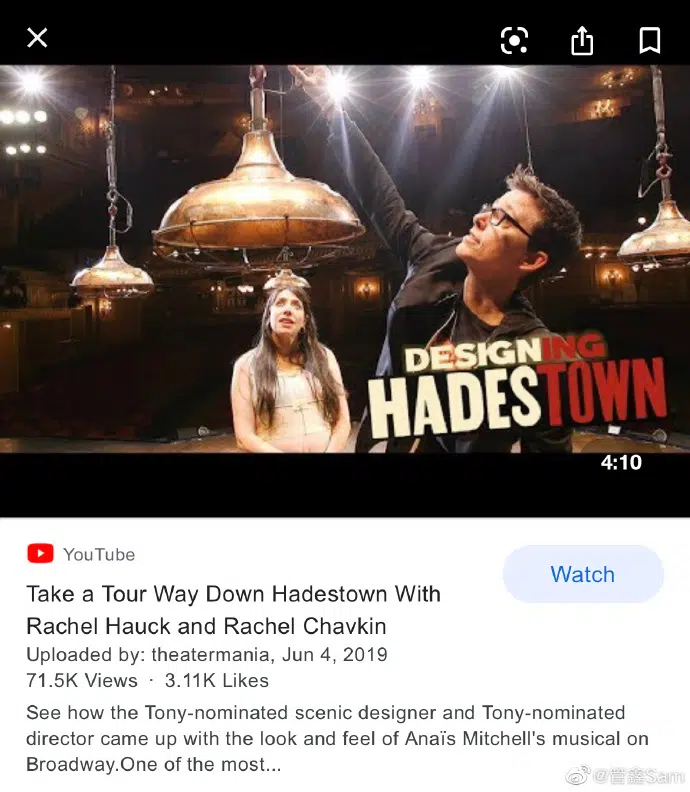 DESIGNING
HADESTOWN
4:10
YouTube
Watch
Take a Tour Way Down Hadestown With
Rachel Hauck and Rachel Chavkin
Uploaded by: theatermania, Jun 4, 2019
71.5K Views · 3.11K Likes
See how the Tony-nominated scenic designer and Tony-nominated
director came up with the look and feel of Anaïs Mitchell's musical on
Broadway.One of the most...
@菅鑫Sam